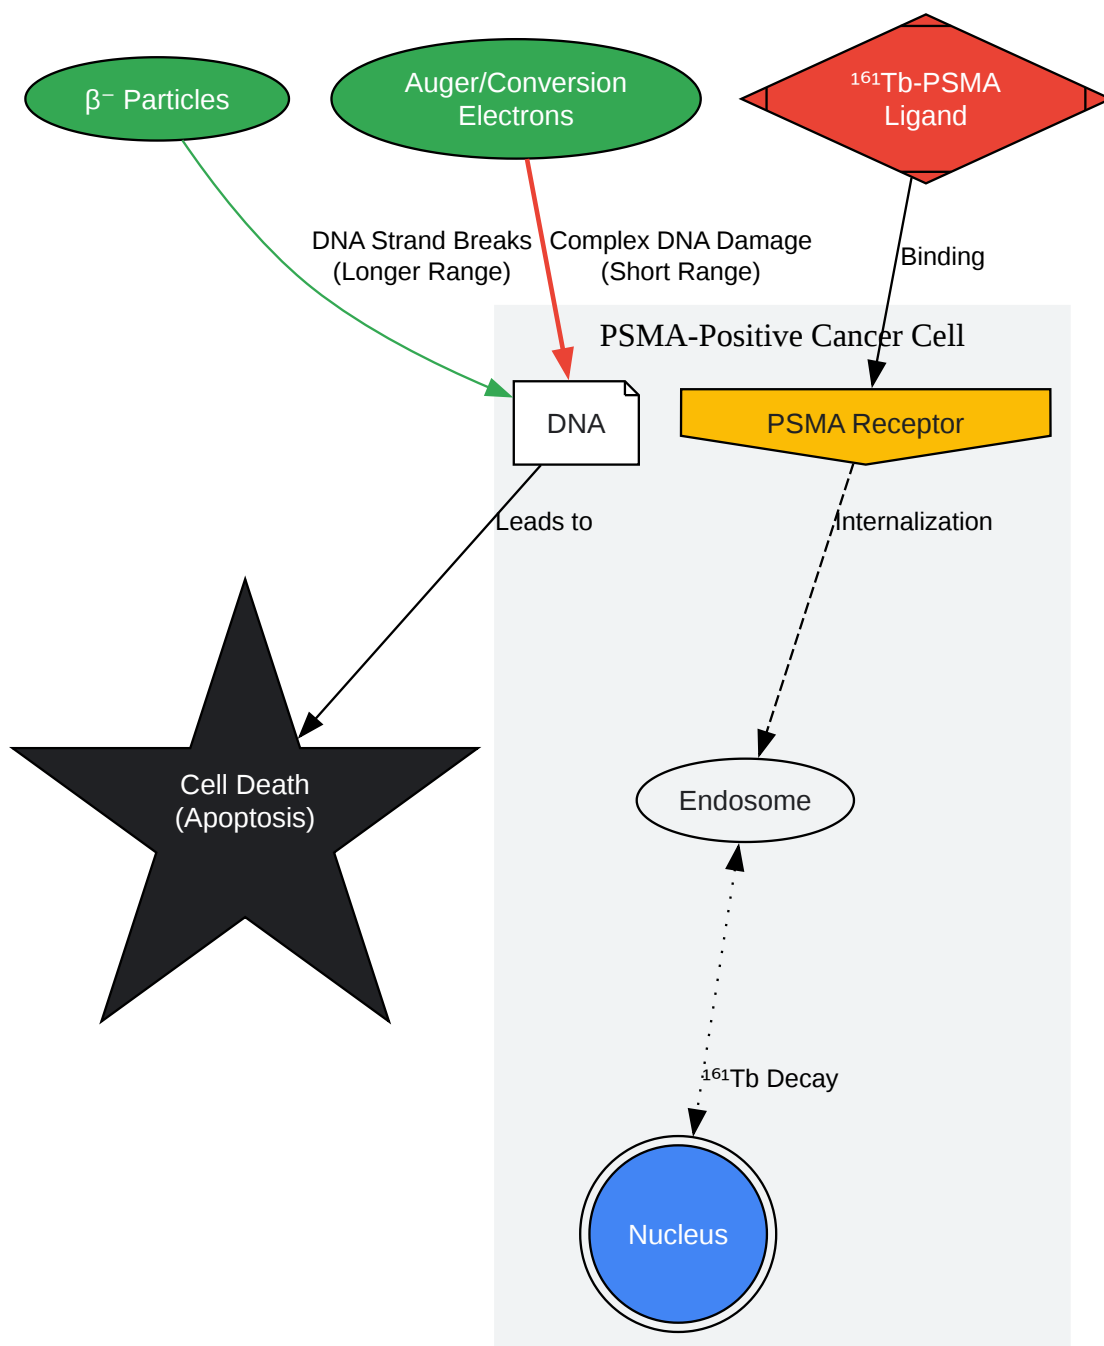 β⁻ Particles
Auger/Conversion
Electrons
¹⁶¹Tb-PSMA
Ligand
DNA Strand Breaks
(Longer Range)
Complex DNA Damage
(Short Range)
Binding
PSMA-Positive Cancer Cell
DNA
PSMA Receptor
Leads to
Internalization
Cell Death
(Apoptosis)
Endosome
¹⁶¹Tb Decay
Nucleus